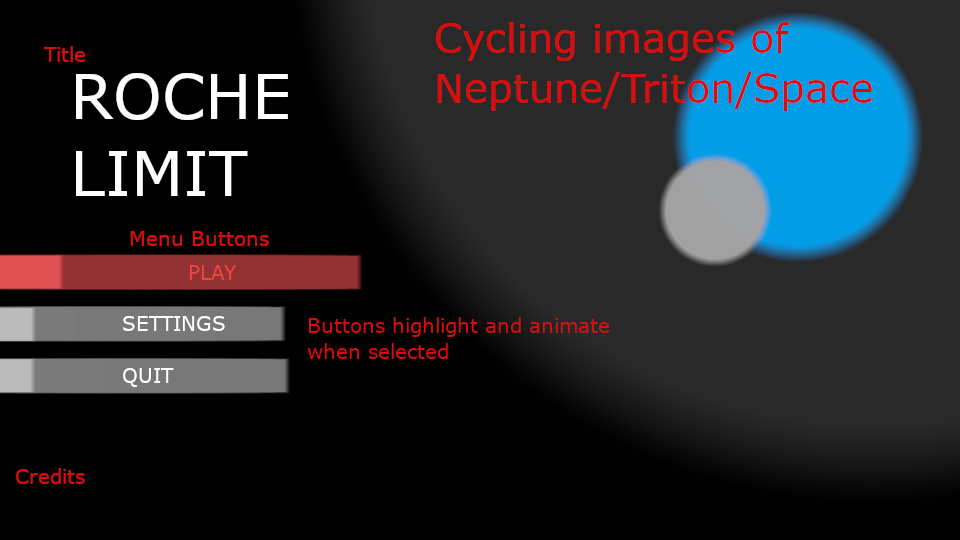 Title
ROCHE
LIMIT
Cycling images of
Neptune/Triton/Space
Menu Buttons
PLAY
SETTINGS
QUIT
Buttons highlight and animate
when selected
Credits